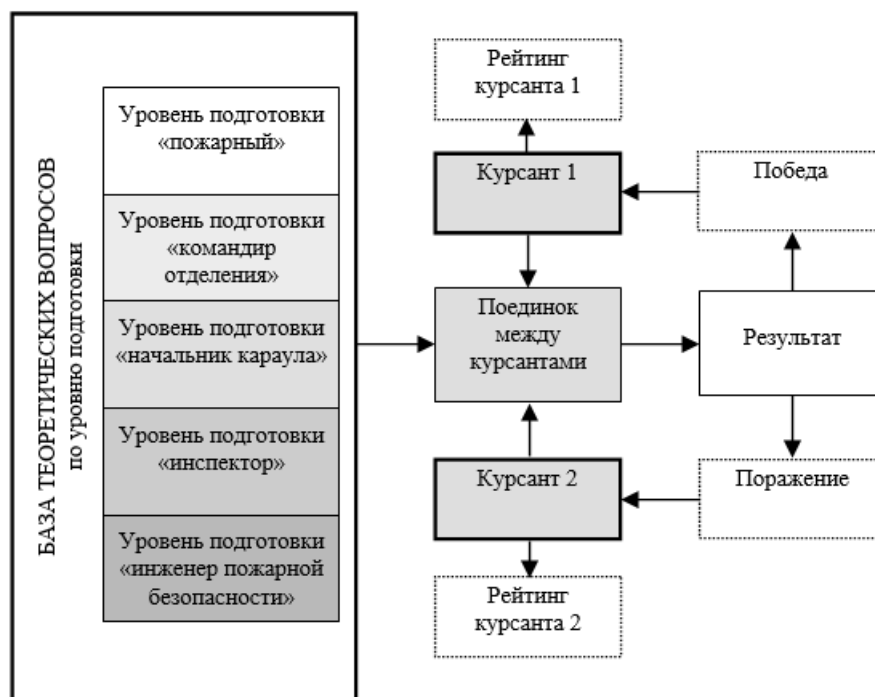 БАЗА ТЕОРЕТИЧЕСКИХ ВОПРОСОВ
по уровню подготовки
Уровень подготовки
«пожарный»
Уровень подготовки
«командир
отделения»
Уровень подготовки
«начальник караула»
Уровень подготовки
«инспектор»
Уровень подготовки
«инженер пожарной
безопасности»
Рейтинг
курсанта 1
Курсант 1
Поединок
между
курсантами
Курсант 2
Рейтинг
курсанта 2
Победа
Результат
Поражение